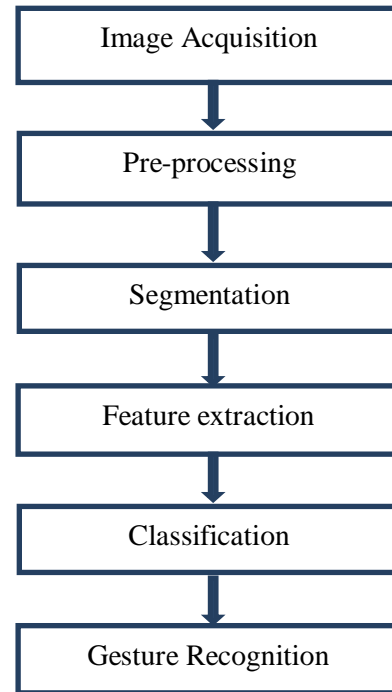 Image Acquisition
Pre-processing
Segmentation
Feature extraction
Classification
Gesture Recognition